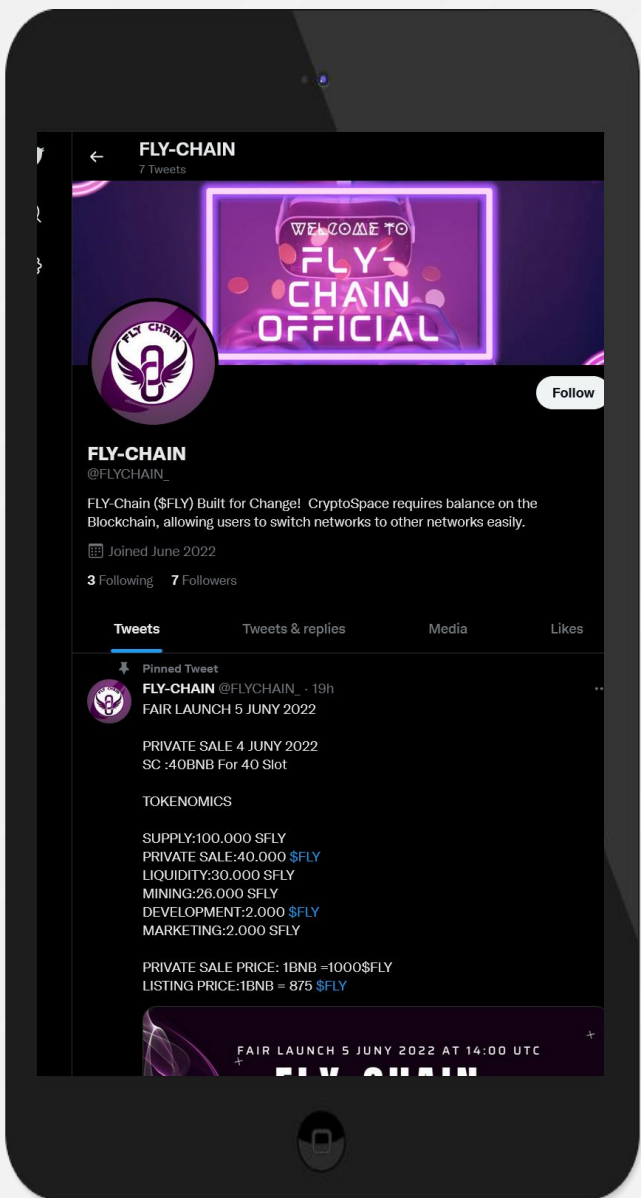 FLY-CHAIN
7 Tweets
WELCOME TO
FLY-
CHAIN
OFFICIAL
FLY CHAIN
Follow
FLY-CHAIN
@FLYCHAIN_
FLY-Chain ($FLY) Built for Change! CryptoSpace requires balance on the
Blockchain, allowing users to switch networks to other networks easily.
Joined June 2022
3 Following 7 Followers
Tweets Tweets & replies Media Likes
Pinned Tweet
FLY-CHAIN @FLYCHAIN_ · 19h
FAIR LAUNCH 5 JUNY 2022
PRIVATE SALE 4 JUNY 2022
SC :40BNB For 40 Slot
TOKENOMICS
SUPPLY:100.000 SFLY
PRIVATE SALE:40.000 $FLY
LIQUIDITY:30.000 SFLY
MINING:26.000 SFLY
DEVELOPMENT:2.000 $FLY
MARKETING:2.000 SFLY
PRIVATE SALE PRICE: 1BNB =1000$FLY
LISTING PRICE:1BNB = 875 $FLY
FAIR LAUNCH 5 JUNY 2022 AT 14:00 UTC
FLY CHAIN